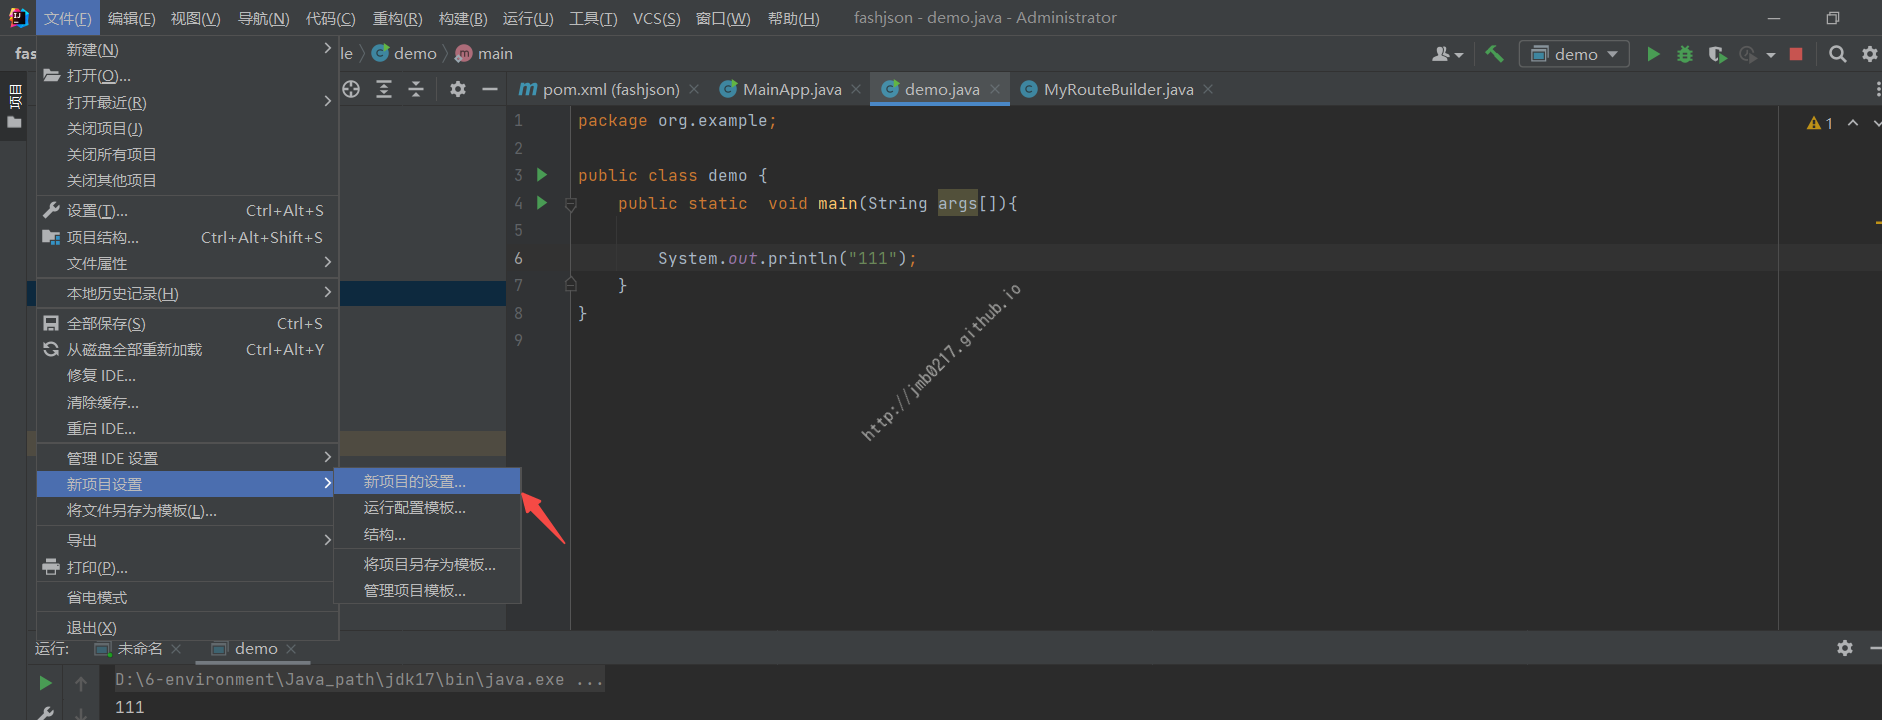 文件(F) 编辑(E) 视图(V) 导航(N) 代码(C) 重构(R) 构建(B) 运行(U) 工具(T) VCS(S) 窗口(W) 帮助(H) fashjson - demo.java - Administrator
fas le demo main demo
项目
新建(N)
打开(O)...
打开最近(R)
关闭项目(J)
关闭所有项目
关闭其他项目
设置(T)... Ctrl+Alt+S
项目结构... Ctrl+Alt+Shift+S
文件属性
本地历史记录(H)
全部保存(S) Ctrl+S
从磁盘全部重新加载 Ctrl+Alt+Y
修复 IDE...
清除缓存...
重启 IDE...
管理 IDE 设置
新项目设置
将文件另存为模板(L)...
导出
打印(P)...
省电模式
退出(X)
新项目的设置...
运行配置模板...
结构...
将项目另存为模板...
管理项目模板...
pom.xml (fashjson) MainApp.java demo.java MyRouteBuilder.java
1 package org.example;
2
3 public class demo {
4 public static  void main(String args[]){
5
6 System.out.println("111");
7 }
8 }
9
1
http://jmb0217.github.io
运行: 未命名 demo
D:\6-environment\Java_path\jdk17\bin\java.exe ...
111